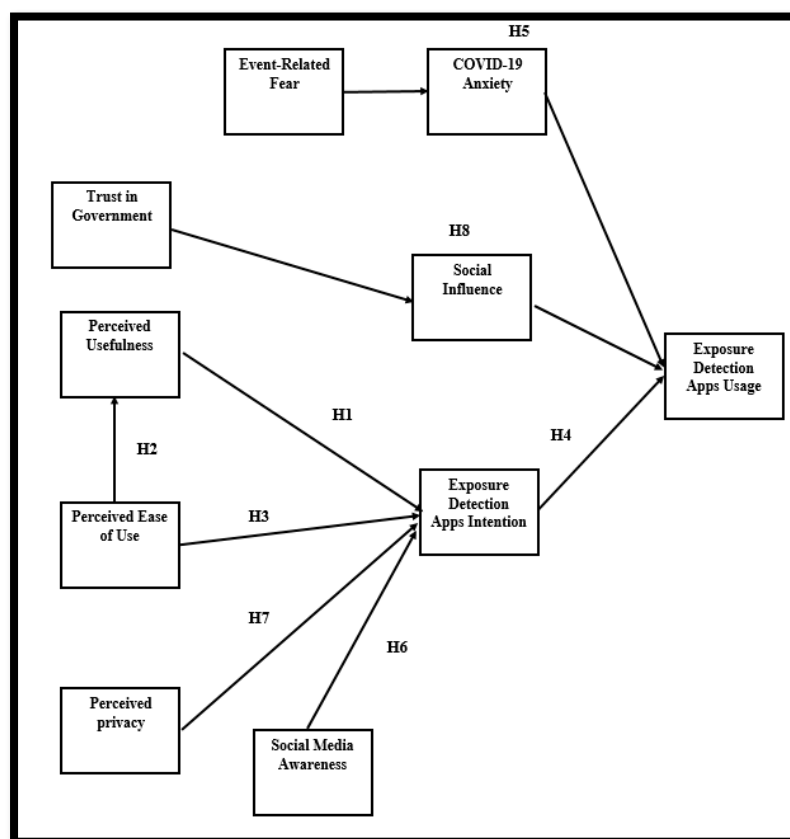 H5
Event-Related
Fear
COVID-19
Anxiety
Trust in
Government
H8
Social
Influence
Perceived
Usefulness
Exposure
Detection
Apps Usage
H1
H4
H2
Exposure
Detection
Apps Intention
Perceived Ease
of Use
H3
H7
H6
Perceived
privacy
Social Media
Awareness